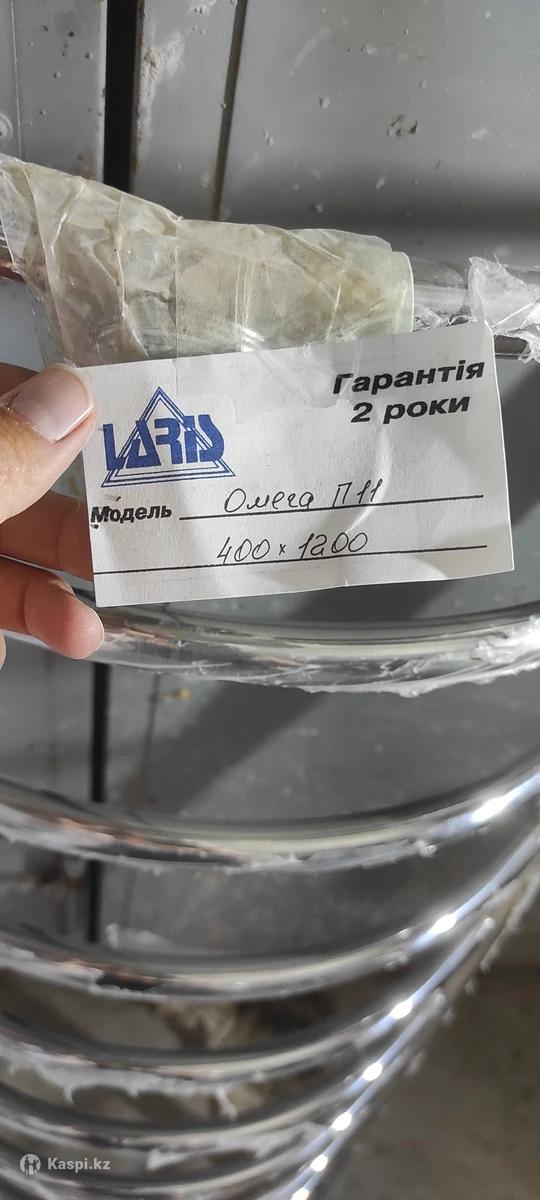 Гарантія
2 роки
LARIS
Модель Омега П11
400 x 1200
Kaspi.kz